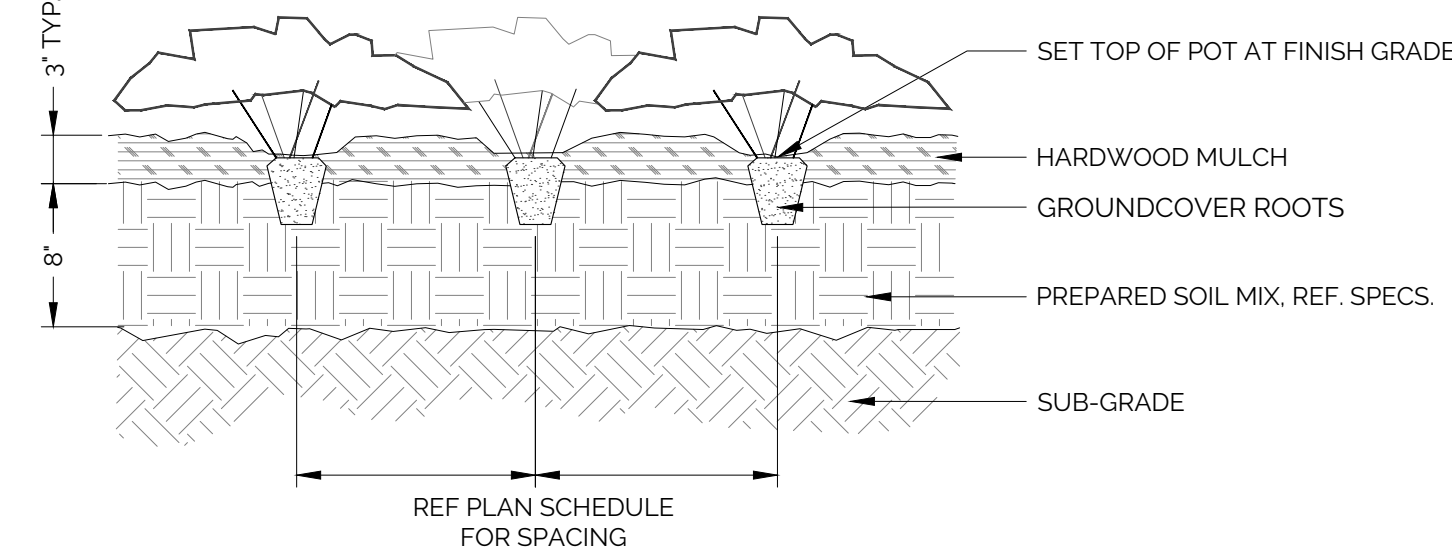 3" TYP.
SET TOP OF POT AT FINISH GRADE
HARDWOOD MULCH
GROUNDCOVER ROOTS
8"
PREPARED SOIL MIX, REF. SPECS.
SUB-GRADE
REF PLAN SCHEDULE
FOR SPACING